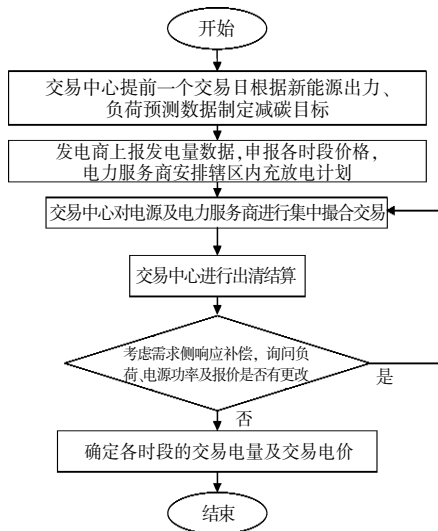 开始
交易中心提前一个交易日根据新能源出力、
负荷预测数据制定减碳目标
发电商上报发电量数据,申报各时段价格,
电力服务商安排辖区内充放电计划
交易中心对电源及电力服务商进行集中撮合交易
交易中心进行出清结算
考虑需求侧响应补偿，询问负
荷、电源功率及报价是否有更改
是
否
确定各时段的交易电量及交易电价
结束